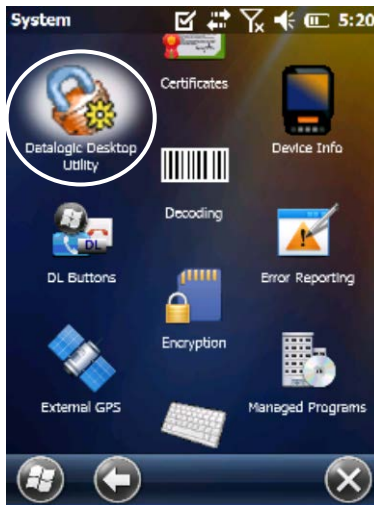 System 5:20
Certificates
Datalogic Desktop
Utility
Device Info
Decoding
DL
DL Buttons
Error Reporting
Encryption
External GPS
Managed Programs